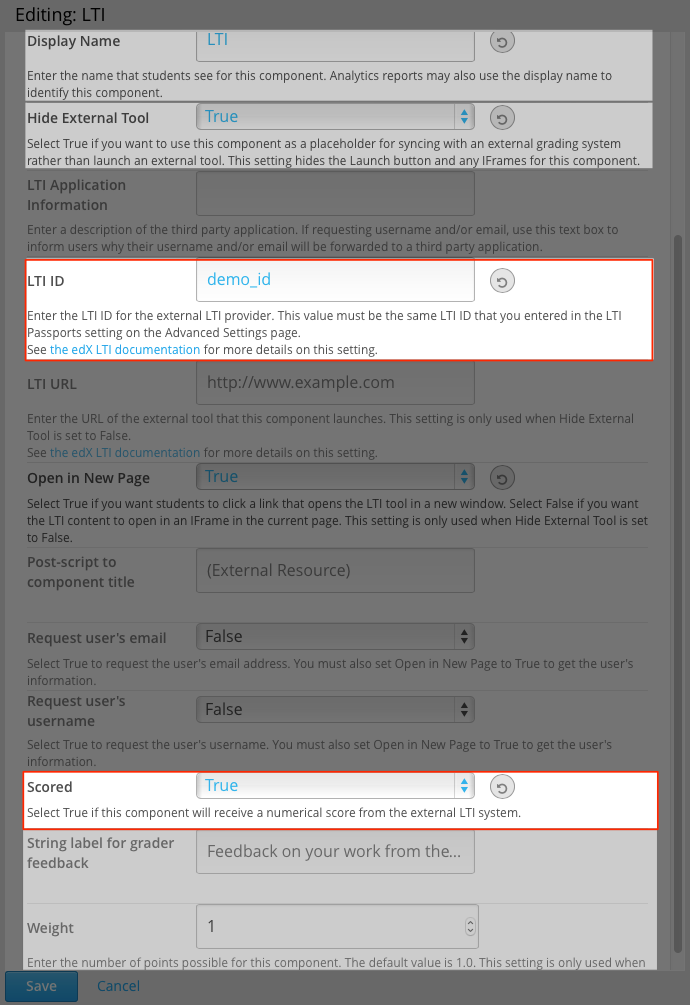 Editing: LTI
Display Name
LTI
Enter the name that students see for this component. Analytics reports may also use the display name to
identify this component.
Hide External Tool
True
Select True if you want to use this component as a placeholder for syncing with an external grading system
rather than launch an external tool. This setting hides the Launch button and any IFrames for this component.
LTI Application
Information
Enter a description of the third party application. If requesting username and/or email, use this text box to
inform users why their username and/or email will be forwarded to a third party application.
LTI ID
demo_id
Enter the LTI ID for the external LTI provider. This value must be the same LTI ID that you entered in the LTI
Passports setting on the Advanced Settings page.
See the edX LTI documentation for more details on this setting.
LTI URL
http://www.example.com
Enter the URL of the external tool that this component launches. This setting is only used when Hide External
Tool is set to False.
See the edX LTI documentation for more details on this setting.
Open in New Page
True
Select True if you want students to click a link that opens the LTI tool in a new window. Select False if you want
the LTI content to open in an IFrame in the current page. This setting is only used when Hide External Tool is set
to False.
Post-script to
component title
(External Resource)
Request user's email
False
Select True to request the user's email address. You must also set Open in New Page to True to get the user's
information.
Request user's
username
False
Select True to request the user's username. You must also set Open in New Page to True to get the user's
information.
Scored
True
Select True if this component will receive a numerical score from the external LTI system.
String label for grader
feedback
Feedback on your work from the...
Weight
1
Enter the number of points possible for this component. The default value is 1.0. This setting is only used when
Save
Cancel